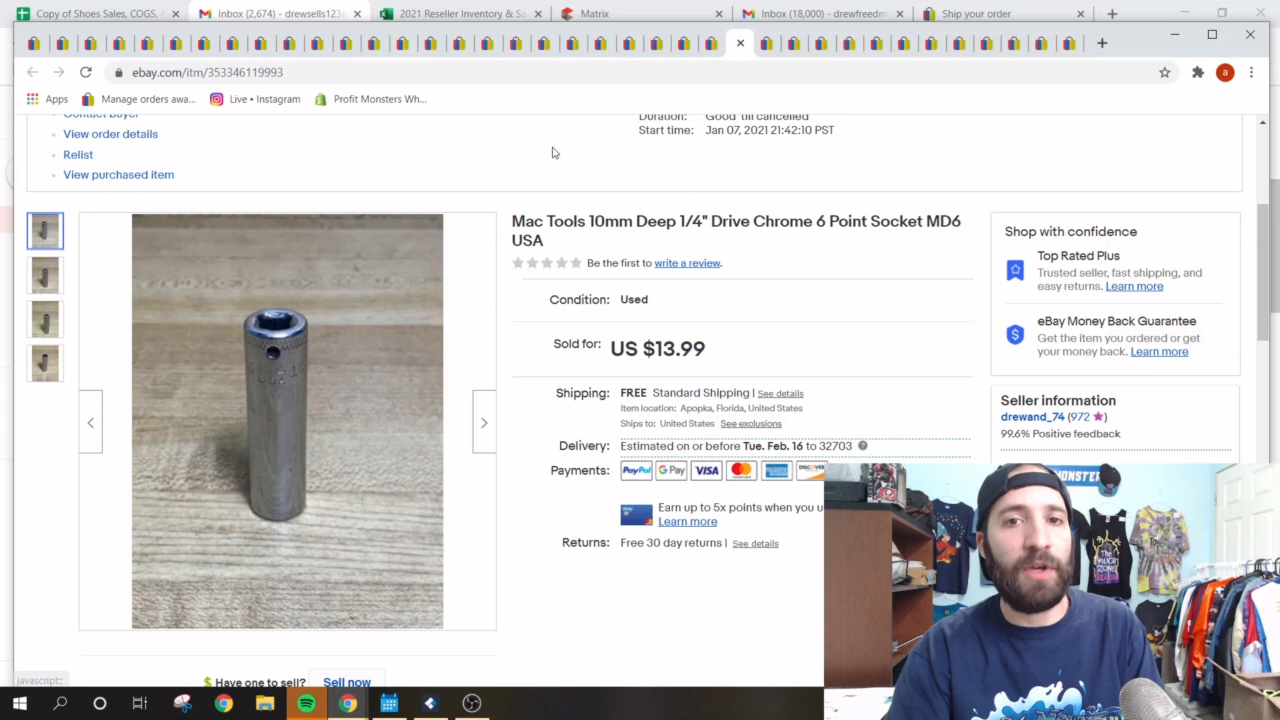 Copy of Shoes Sales, COGS,
Inbox (2,674) - drewsells123
2021 Reseller Inventory & Sa
Matrix
Inbox (18,000) - drewfreedm
Ship your order
ebay.com/itm/353346119993
a
Apps
Manage orders awa...
Live • Instagram
Profit Monsters Wh...
Contact buyer
View order details
Relist
View purchased item
Duration: Good 'till cancelled
Start time: Jan 07, 2021 21:42:10 PST
Mac Tools 10mm Deep 1/4" Drive Chrome 6 Point Socket MD6
USA
Be the first to write a review.
Condition: Used
Sold for: US $13.99
Shipping: FREE Standard Shipping | See details
Item location: Apopka, Florida, United States
Ships to: United States See exclusions
Delivery: Estimated on or before Tue. Feb. 16 to 32703
Payments: PayPal G Pay VISA
Earn up to 5x points when you u
Learn more
Returns: Free 30 day returns | See details
Shop with confidence
Top Rated Plus
Trusted seller, fast shipping, and
easy returns. Learn more
eBay Money Back Guarantee
Get the item you ordered or get
your money back. Learn more
Seller information
drewand_74 (972)
99.6% Positive feedback
Have one to sell? Sell now
javascript:;
MONSTER